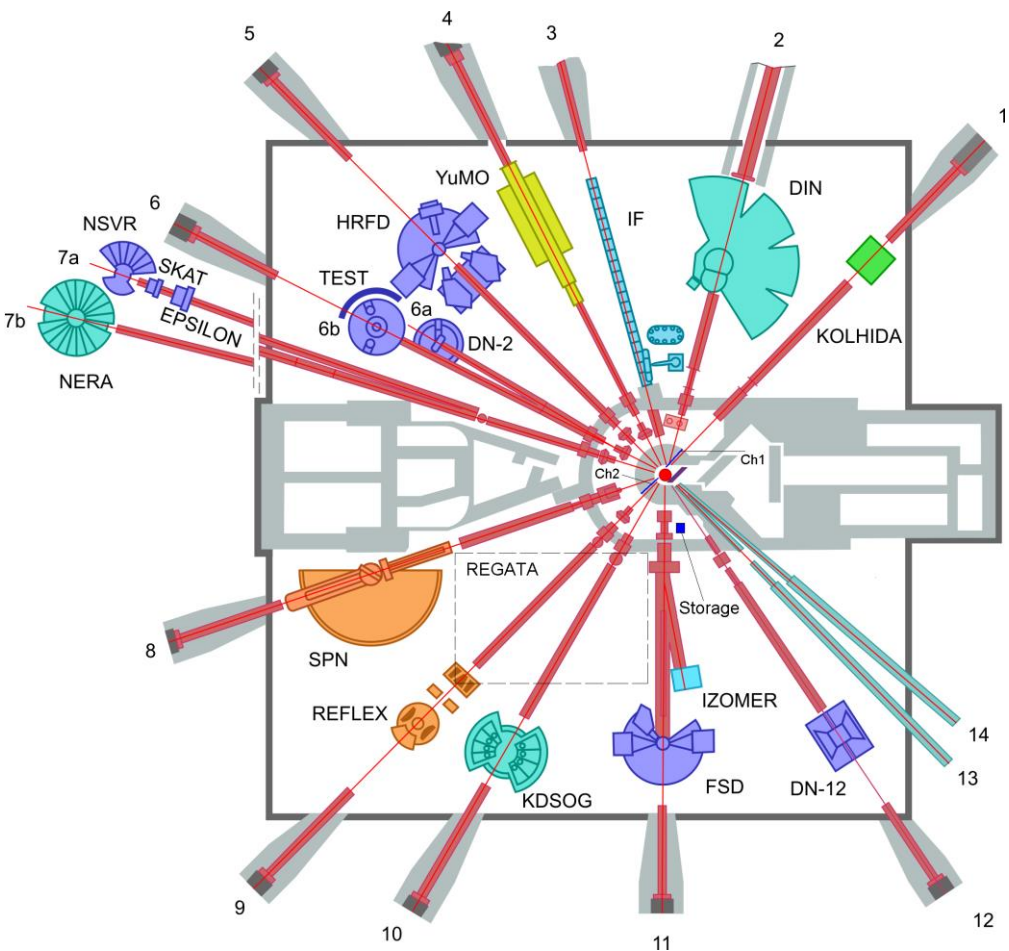 4
3
2
5
1
YuMO
DIN
IF
HRFD
6
NSVR
7a
SKAT
TEST
6a
KOLHIDA
EPSILON
6b
DN-2
7b
NERA
Ch1
Ch2
REGATA
Storage
8
SPN
IZOMER
REFLEX
14
13
KDSOG
FSD
DN-12
9
10
11
12